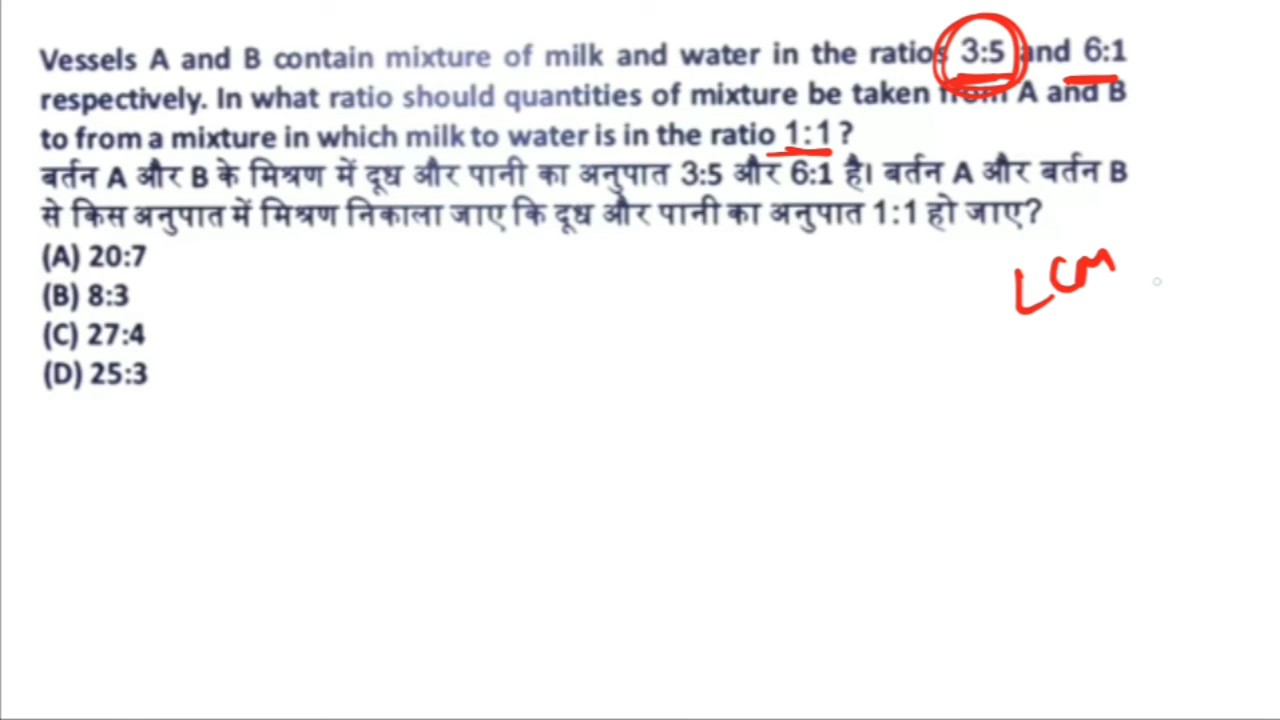 Vessels A and B contain mixture of milk and water in the ratios 3:5 and 6:1
respectively. In what ratio should quantities of mixture be taken from A and B
to from a mixture in which milk to water is in the ratio 1:1?
बर्तन A और B के मिश्रण में दूध और पानी का अनुपात 3:5 और 6:1 है। बर्तन A और बर्तन B
से किस अनुपात में मिश्रण निकाला जाए कि दूध और पानी का अनुपात 1:1 हो जाए?
(A) 20:7
LCM
(B) 8:3
(C) 27:4
(D) 25:3